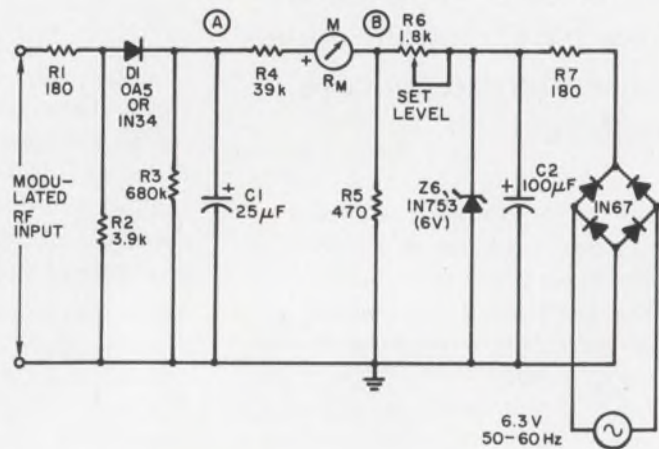 A
M
B
R6
1.8k
R1
180
D1
OA5
OR
IN34
+
R4
39k
RM
SET
LEVEL
R7
180
MODU-
LATED
RF
INPUT
R2
3.9k
R3
680k
+
C1
25µF
R5
470
Z6
IN753
(6V)
+
C2
100µF
IN67
6.3 V
50-60 Hz